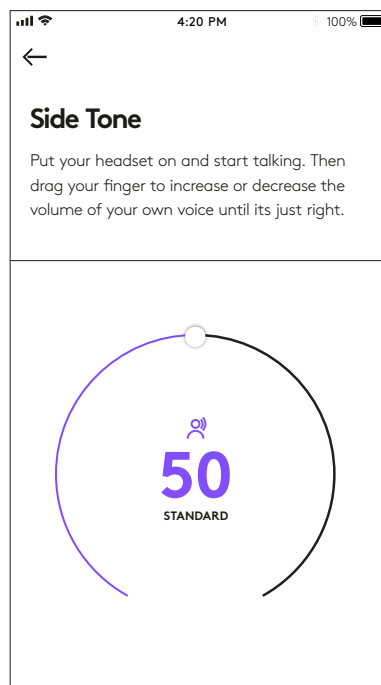 4:20 PM
100%
Side Tone
Put your headset on and start talking. Then
drag your finger to increase or decrease the
volume of your own voice until its just right.
50
STANDARD